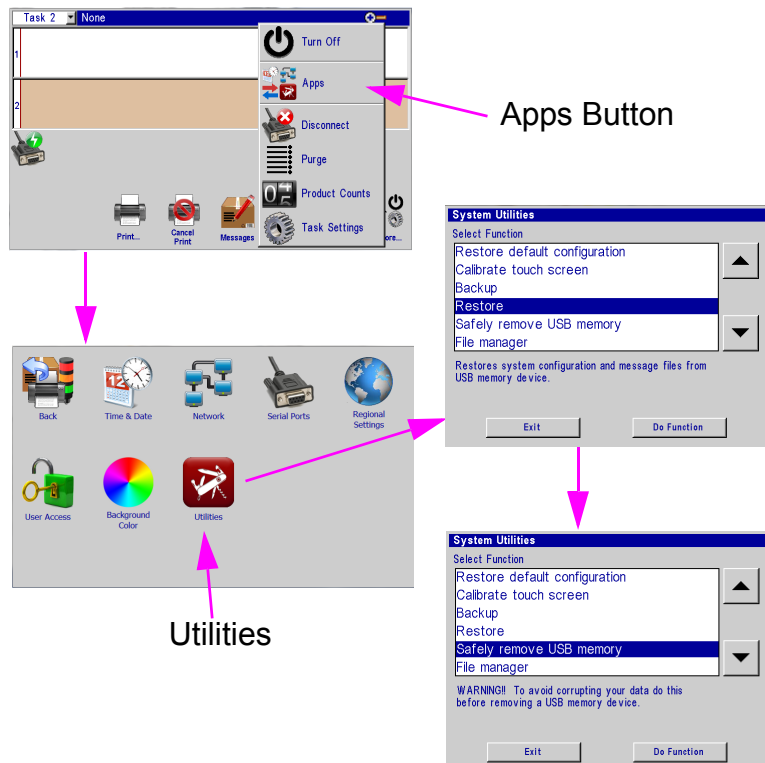 Task 2
None
1
2
Turn Off
Apps
Disconnect
Purge
Product Counts
Task Settings
Print...
Cancel
Print
Messages
ore...
Apps Button
Back
Time & Date
Network
Serial Ports
Regional
Settings
User Access
Background
Color
Utilities
Utilities
System Utilities
Select Function
Restore default configuration
Calibrate touch screen
Backup
Restore
Safely remove USB memory
File manager
Restores system configuration and message files from
USB memory device.
Exit
Do Function
System Utilities
Select Function
Restore default configuration
Calibrate touch screen
Backup
Restore
Safely remove USB memory
File manager
WARNING!! To avoid corrupting your data do this
before removing a USB memory device.
Exit
Do Function